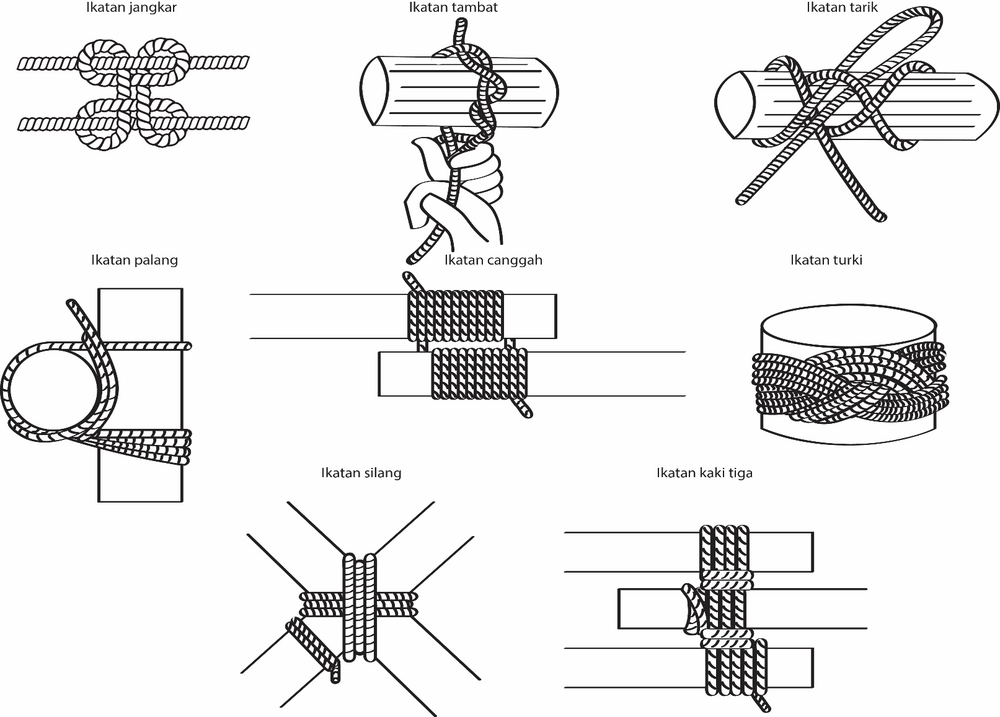 Ikatan jangkar
Ikatan tambat
Ikatan tarik
Ikatan palang
Ikatan canggah
Ikatan turki
Ikatan silang
Ikatan kaki tiga